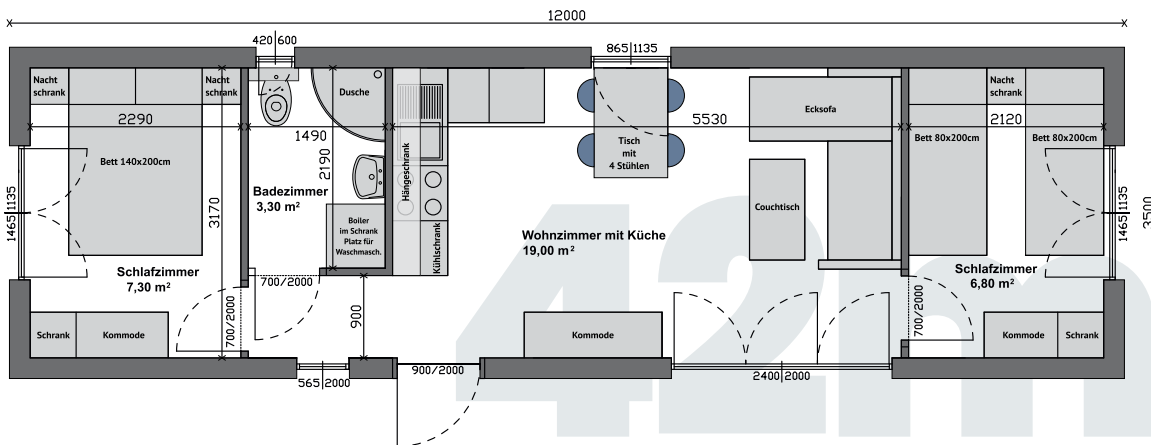 12000
420 600
865 1135
Nacht
schrank
Nacht
schrank
Dusche
Ecksofa
Nacht
schrank
2290
1490
5530
2120
Bett 140x200cm
2190
Hängeschrank
Tisch
mit
4 Stühlen
Bett 80x200cm
Bett 80x200cm
1465 1135
3170
Badezimmer
3,30 m²
Couchtisch
1465 1135
3500
Boiler
im Schrank
Platz für
Waschmasch.
Kühlschrank
Wohnzimmer mit Küche
19,00 m²
Schlafzimmer
7,30 m²
Schlafzimmer
6,80 m²
700/2000
700/2000
900
700/2000
Schrank
Kommode
Kommode
Kommode
Schrank
565 2000
900/2000
2400 2000
42m